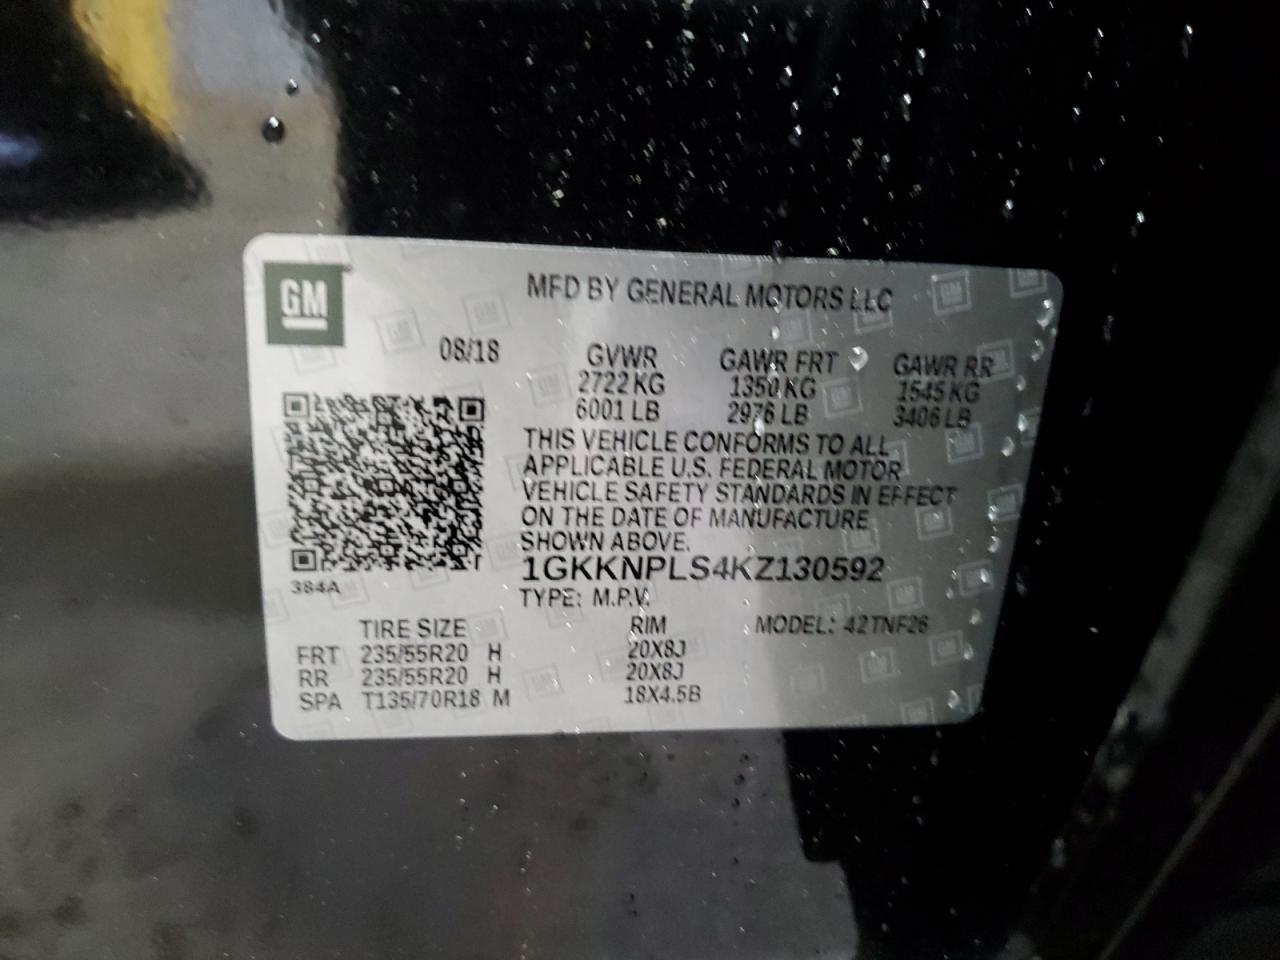 GM
MFD BY GENERAL MOTORS LLC
08/18
GVWR GAWR FRT GAWR RR
2722 KG 1350 KG 1545 KG
6001 LB 2976 LB 3406 LB
THIS VEHICLE CONFORMS TO ALL
APPLICABLE U.S. FEDERAL MOTOR
VEHICLE SAFETY STANDARDS IN EFFECT
ON THE DATE OF MANUFACTURE
SHOWN ABOVE.
1GKKNPLS4KZ130592
384A
TYPE: M.P.V.
TIRE SIZE RIM MODEL: 42TNF26
FRT 235/55R20 H 20X8J
RR 235/55R20 H 20X8J
SPA T135/70R18 M 18X4.5B